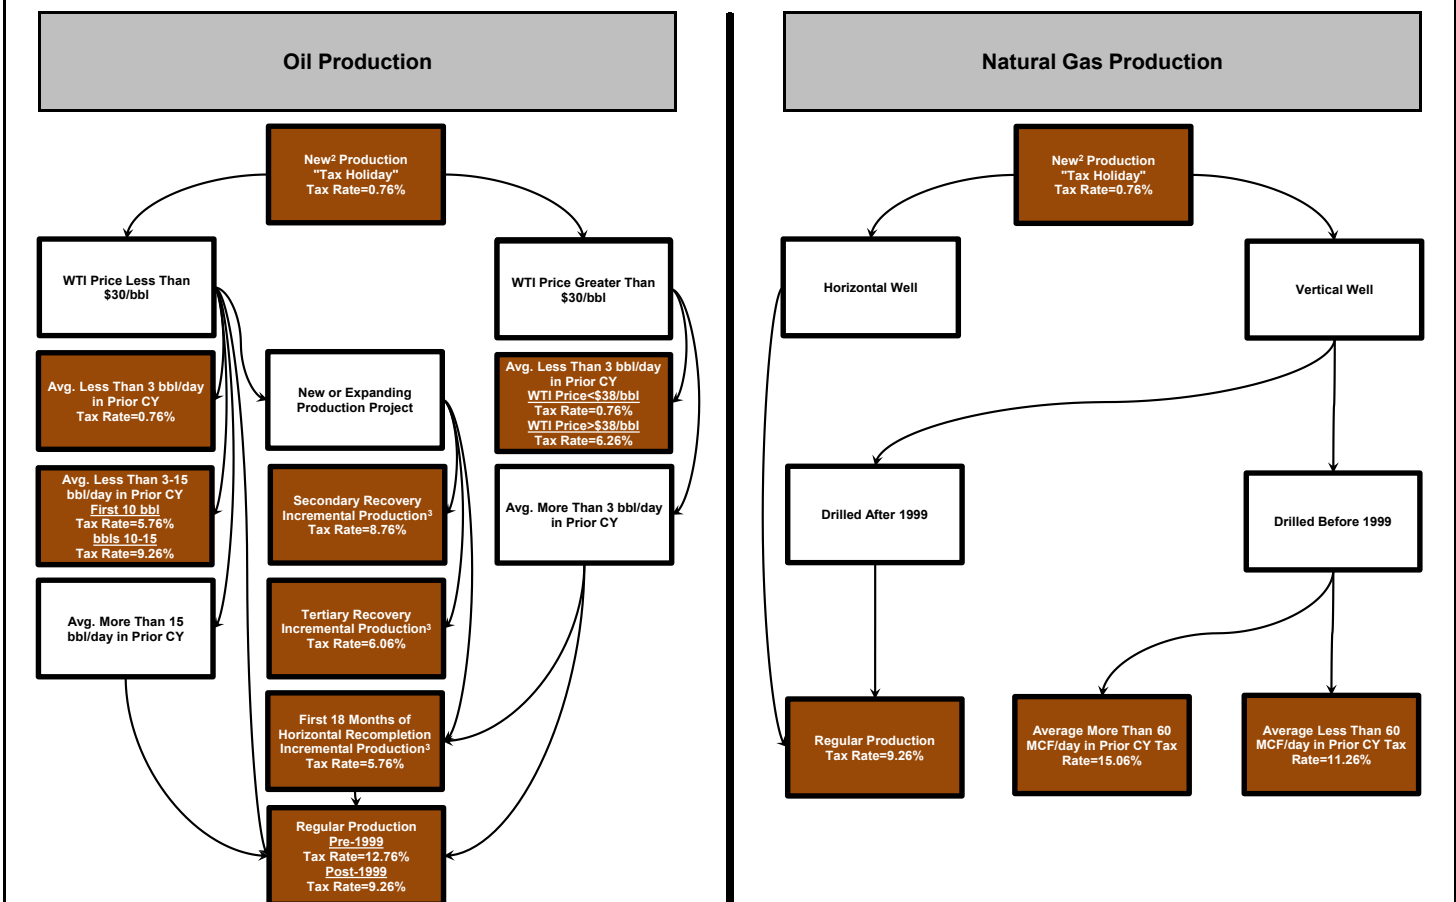 Oil Production
New² Production
"Tax Holiday"
Tax Rate=0.76%
WTI Price Less Than
$30/bbl
WTI Price Greater Than
$30/bbl
Avg. Less Than 3 bbl/day
in Prior CY
Tax Rate=0.76%
New or Expanding
Production Project
Avg. Less Than 3 bbl/day
in Prior CY
WTI Price<$38/bbl
Tax Rate=0.76%
WTI Price>$38/bbl
Tax Rate=6.26%
Avg. Less Than 3-15
bbl/day in Prior CY
First 10 bbl
Tax Rate=5.76%
bbls 10-15
Tax Rate=9.26%
Secondary Recovery
Incremental Production³
Tax Rate=8.76%
Avg. More Than 3 bbl/day
in Prior CY
Avg. More Than 15
bbl/day in Prior CY
Tertiary Recovery
Incremental Production³
Tax Rate=6.06%
First 18 Months of
Horizontal Recompletion
Incremental Production³
Tax Rate=5.76%
Regular Production
Pre-1999
Tax Rate=12.76%
Post-1999
Tax Rate=9.26%
Natural Gas Production
New² Production
"Tax Holiday"
Tax Rate=0.76%
Horizontal Well
Vertical Well
Drilled After 1999
Drilled Before 1999
Regular Production
Tax Rate=9.26%
Average More Than 60
MCF/day in Prior CY Tax
Rate=15.06%
Average Less Than 60
MCF/day in Prior CY Tax
Rate=11.26%